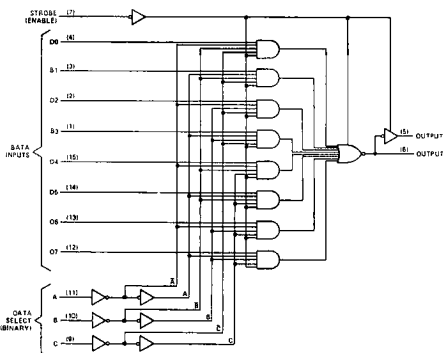 STROBE (7)
(ENABLE)
D0 (4)
D1 (3)
D2 (2)
D3 (1)
D4 (15)
D5 (14)
D6 (13)
D7 (12)
DATA
INPUTS
(5) OUTPUT
(6) OUTPUT
A (11)
B (10)
C (9)
DATA
SELECT
(BINARY)
A
A
B
B
C
C